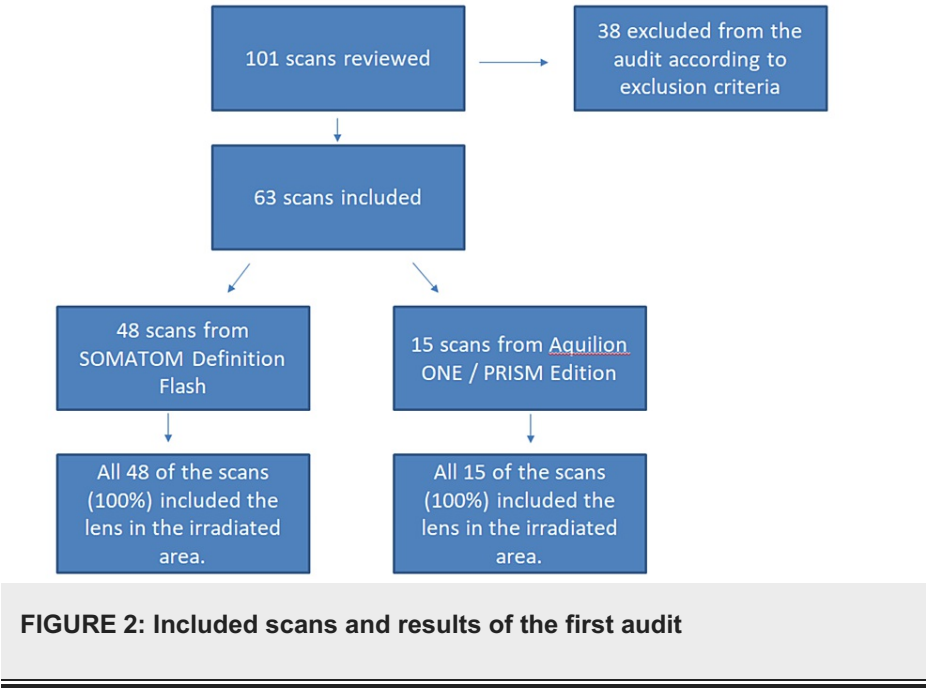 101 scans reviewed
38 excluded from the
audit according to
exclusion criteria
63 scans included
48 scans from
SOMATOM Definition
Flash
15 scans from Aquilion
ONE / PRISM Edition
All 48 of the scans
(100%) included the
lens in the irradiated
area.
All 15 of the scans
(100%) included the
lens in the irradiated
area.
FIGURE 2: Included scans and results of the first audit